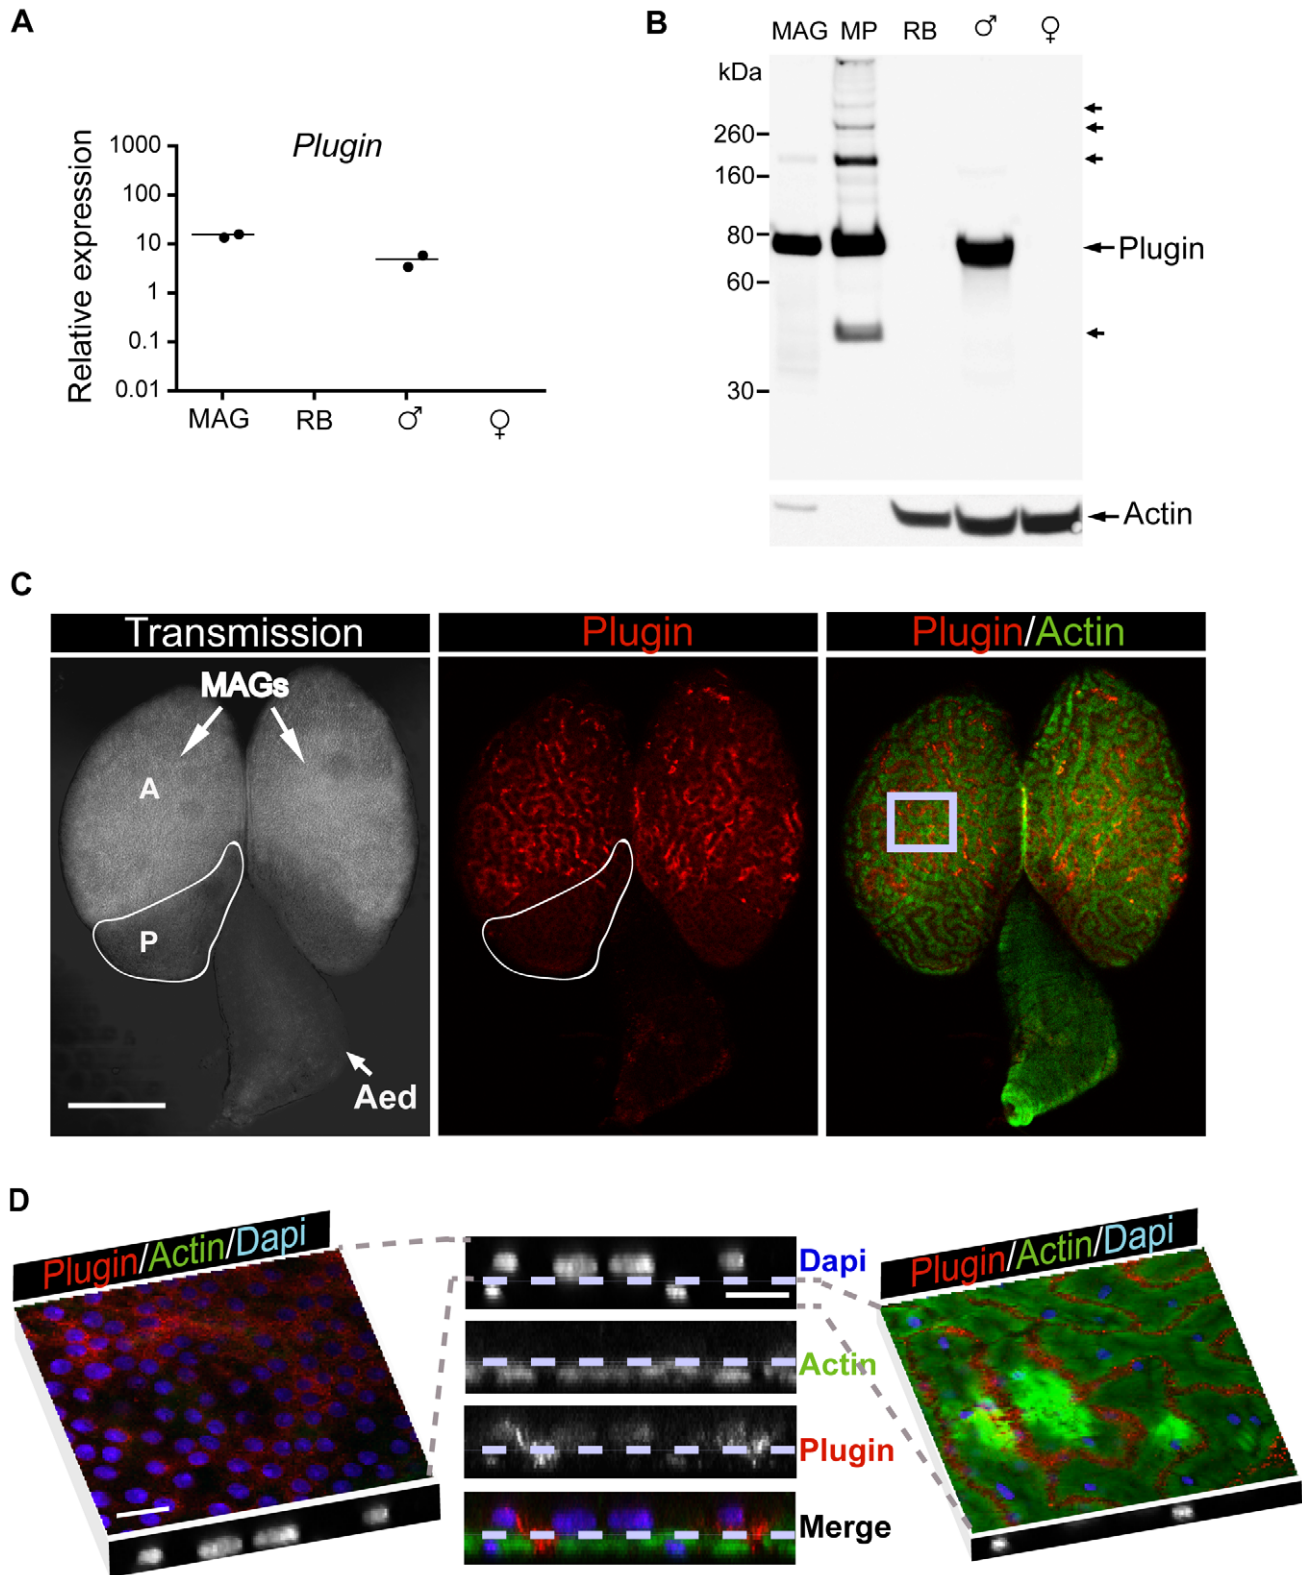 A
Plugin
Relative expression
1000
100
10
1
0.1
0.01
MAG RB ♂ ♀
B
MAG MP RB ♂ ♀
kDa
260
160
80
60
30
Plugin
Actin
C
Transmission
Plugin
Plugin/Actin
MAGs
A
P
Aed
D
Plugin/Actin/Dapi
Dapi
Actin
Plugin
Merge
Plugin/Actin/Dapi